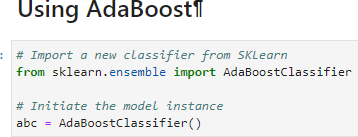 Using AdaBoost¶
:
# Import a new classifier from SKLearn
from sklearn.ensemble import AdaBoostClassifier
# Initiate the model instance
abc = AdaBoostClassifier()